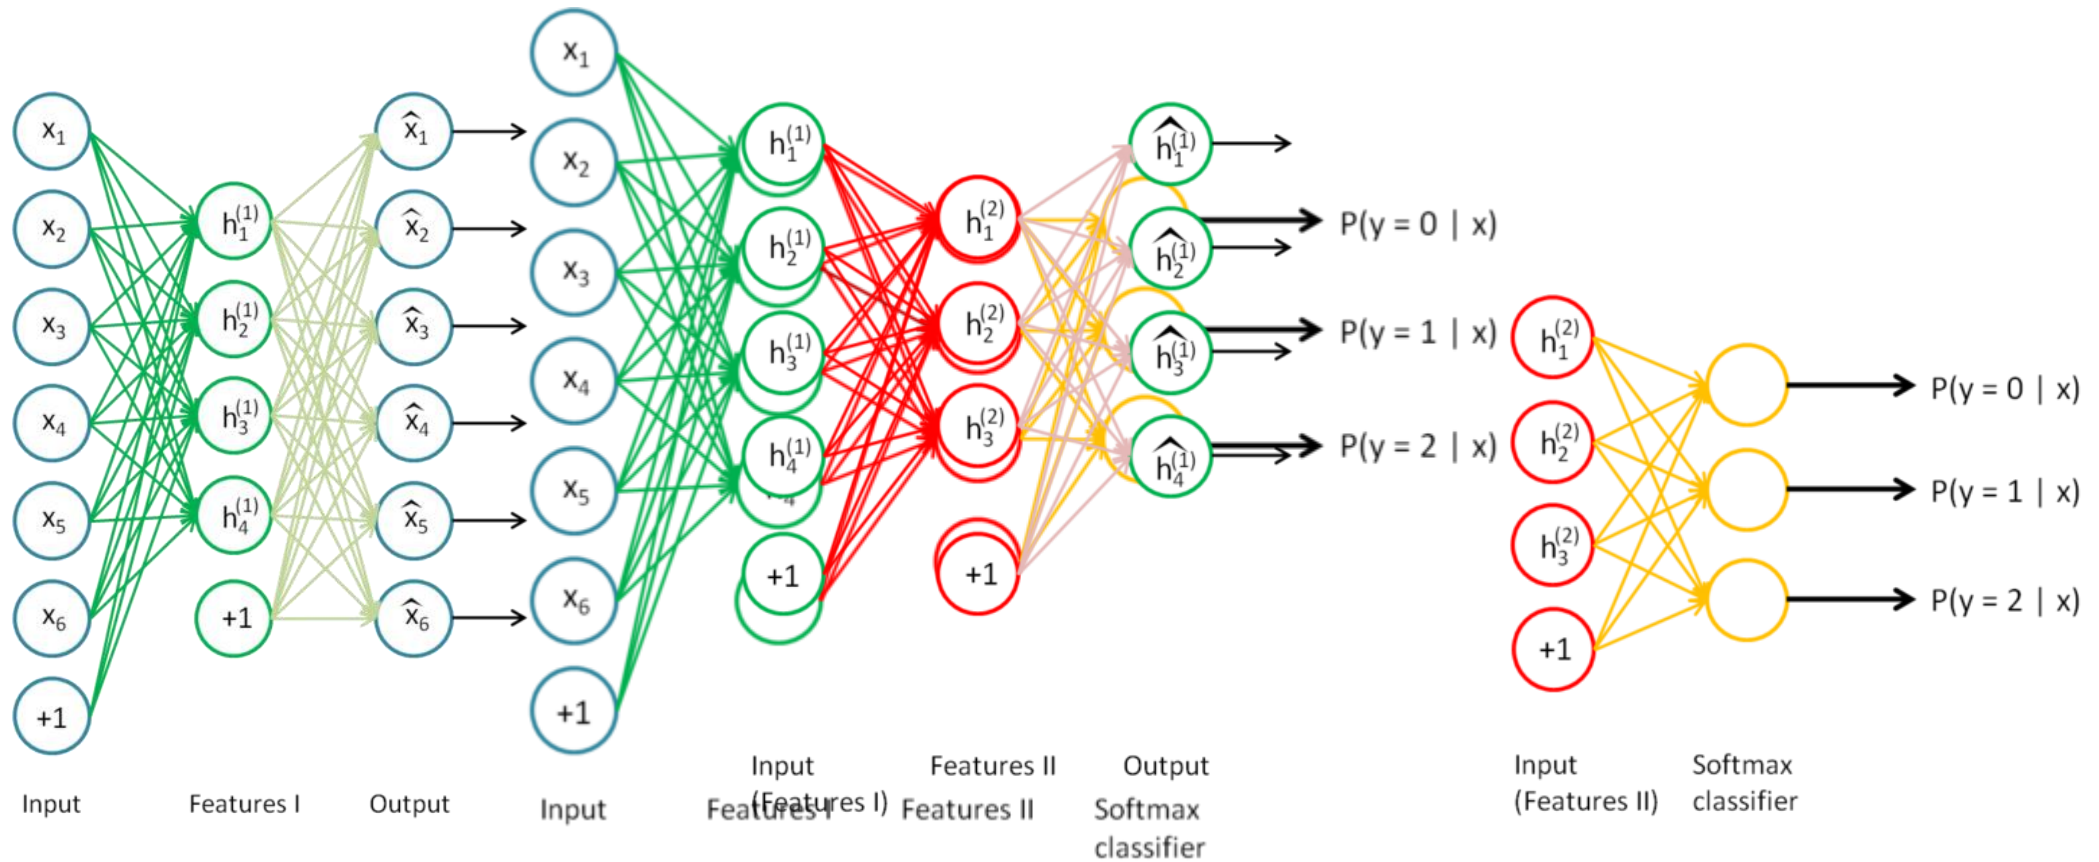 x₁
x₂
x₃
x₄
x₅
x₆
+1
Input
h₁⁽¹⁾
h₂⁽¹⁾
h₃⁽¹⁾
h₄⁽¹⁾
+1
Features I
x̂₁
x̂₂
x̂₃
x̂₄
x̂₅
x̂₆
Output
x₁
x₂
x₃
x₄
x₅
x₆
+1
Input
h₁⁽¹⁾
h₂⁽¹⁾
h₃⁽¹⁾
h₄⁽¹⁾
+1
Input
(Features I)
Features I
h₁⁽²⁾
h₂⁽²⁾
h₃⁽²⁾
+1
Features II
Features II
ĥ₁⁽¹⁾
ĥ₂⁽¹⁾
ĥ₃⁽¹⁾
ĥ₄⁽¹⁾
Output
Softmax
classifier
P(y = 0 | x)
P(y = 1 | x)
P(y = 2 | x)
h₁⁽²⁾
h₂⁽²⁾
h₃⁽²⁾
+1
Input
(Features II)
Softmax
classifier
P(y = 0 | x)
P(y = 1 | x)
P(y = 2 | x)